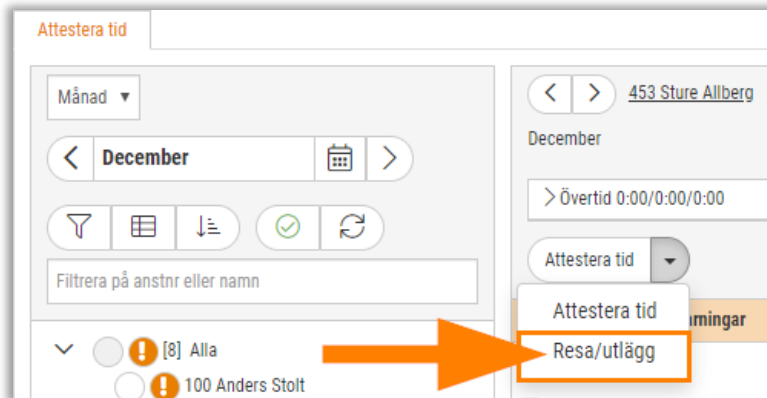 Attestera tid
Månad
December
Filtrera på anstnr eller namn
[8] Alla
100 Anders Stolt
453 Sture Allberg
December
Övertid 0:00/0:00/0:00
Attestera tid
Attestera tid
Resa/utlägg